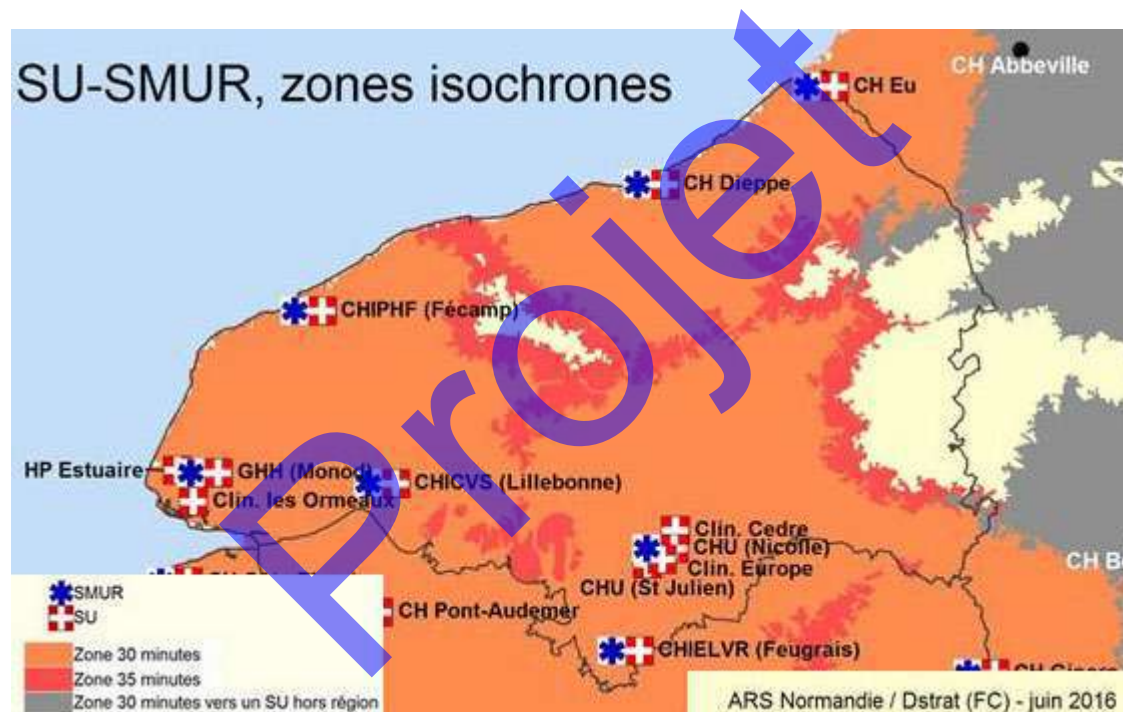 SU-SMUR, zones isochrones
CH Abbeville
CH Eu
CH Dieppe
CHIPHF (Fécamp)
HP Estuaire
GHH (Monod)
CHICVS (Lillebonne)
Clin. les Ormeaux
Clin. Cedre
CHU (Nicolle)
Clin. Europe
CHU (St Julien)
CH Pont-Audemer
CHIELVR (Feugrais)
CH Gisors
SMUR
SU
Zone 30 minutes
Zone 35 minutes
Zone 30 minutes vers un SU hors région
ARS Normandie / Dstrat (FC) - juin 2016
Projet